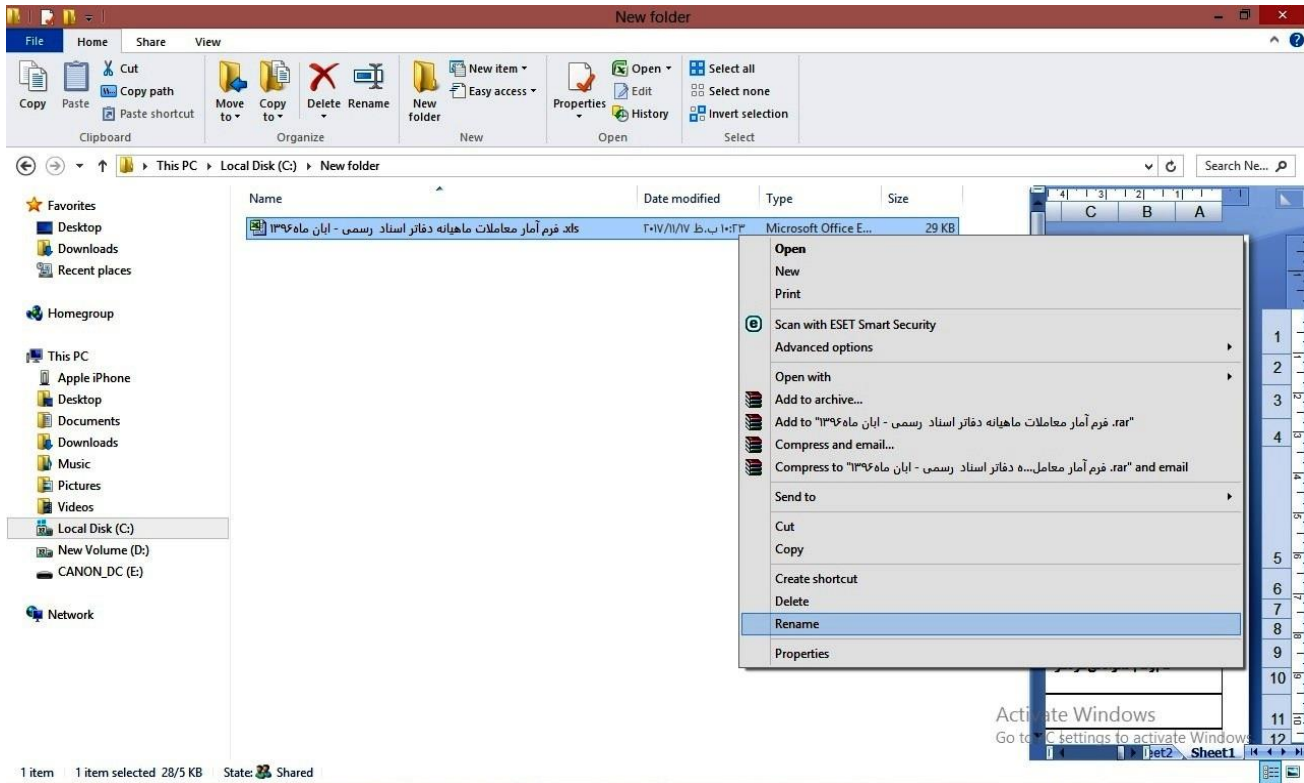 New folder
File Home Share View
Copy Paste Cut Copy path Paste shortcut
Move to Copy to Delete Rename
New folder New item Easy access
Properties Open Edit History
Select all Select none Invert selection
Clipboard Organize New Open Select
This PC Local Disk (C:) New folder Search Ne...
Name Date modified Type Size
فرم آمار معاملات ماهیانه دفاتر اسناد رسمی - ابان ماه۱۳۹۶.xls ۲۰۱۷/۱۱/۱۷ ۱۰:۲۳ ب.ظ Microsoft Office E... 29 KB
Favorites
Desktop
Downloads
Recent places
Homegroup
This PC
Apple iPhone
Desktop
Documents
Downloads
Music
Pictures
Videos
Local Disk (C:)
New Volume (D:)
CANON_DC (E:)
Network
Open
New
Print
Scan with ESET Smart Security
Advanced options
Open with
Add to archive...
Add to "فرم آمار معاملات ماهیانه دفاتر اسناد رسمی - ابان ماه۱۳۹۶.rar"
Compress and email...
Compress to "فرم آمار معامل...ه دفاتر اسناد رسمی - ابان ماه۱۳۹۶.rar" and email
Send to
Cut
Copy
Create shortcut
Delete
Rename
Properties
4 3 2 1 1
C B A
1
2
3
4
5
6
7
8
9
10
11
12
Activate Windows
Go to PC settings to activate Windows
eet2 Sheet1
1 item 1 item selected 28/5 KB State: Shared